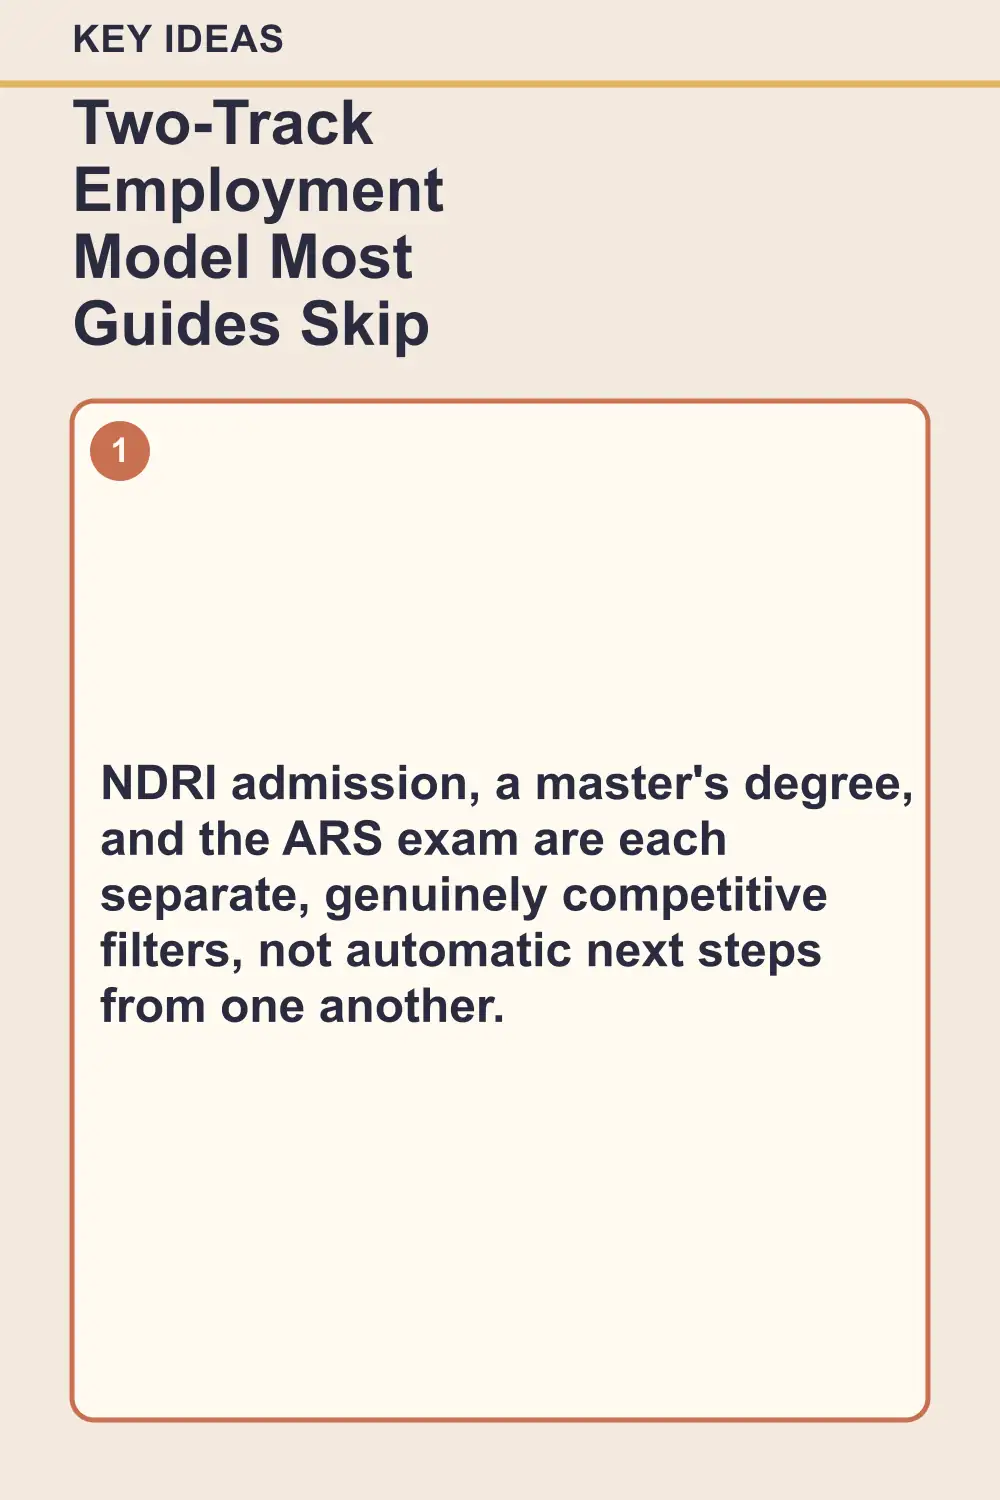 KEY IDEAS
Two-Track
Employment
Model Most
Guides Skip
1
NDRI admission, a master's degree,
and the ARS exam are each
separate, genuinely competitive
filters, not automatic next steps
from one another.